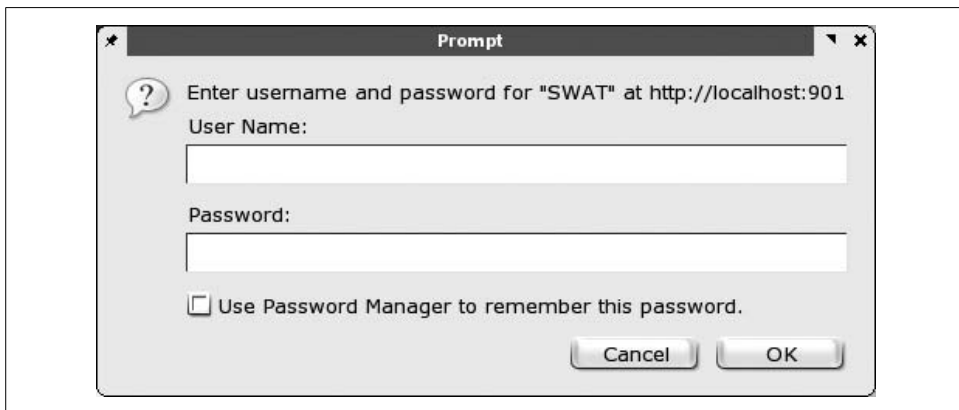 Prompt
Enter username and password for "SWAT" at http://localhost:901
User Name:
Password:
Use Password Manager to remember this password.
Cancel OK